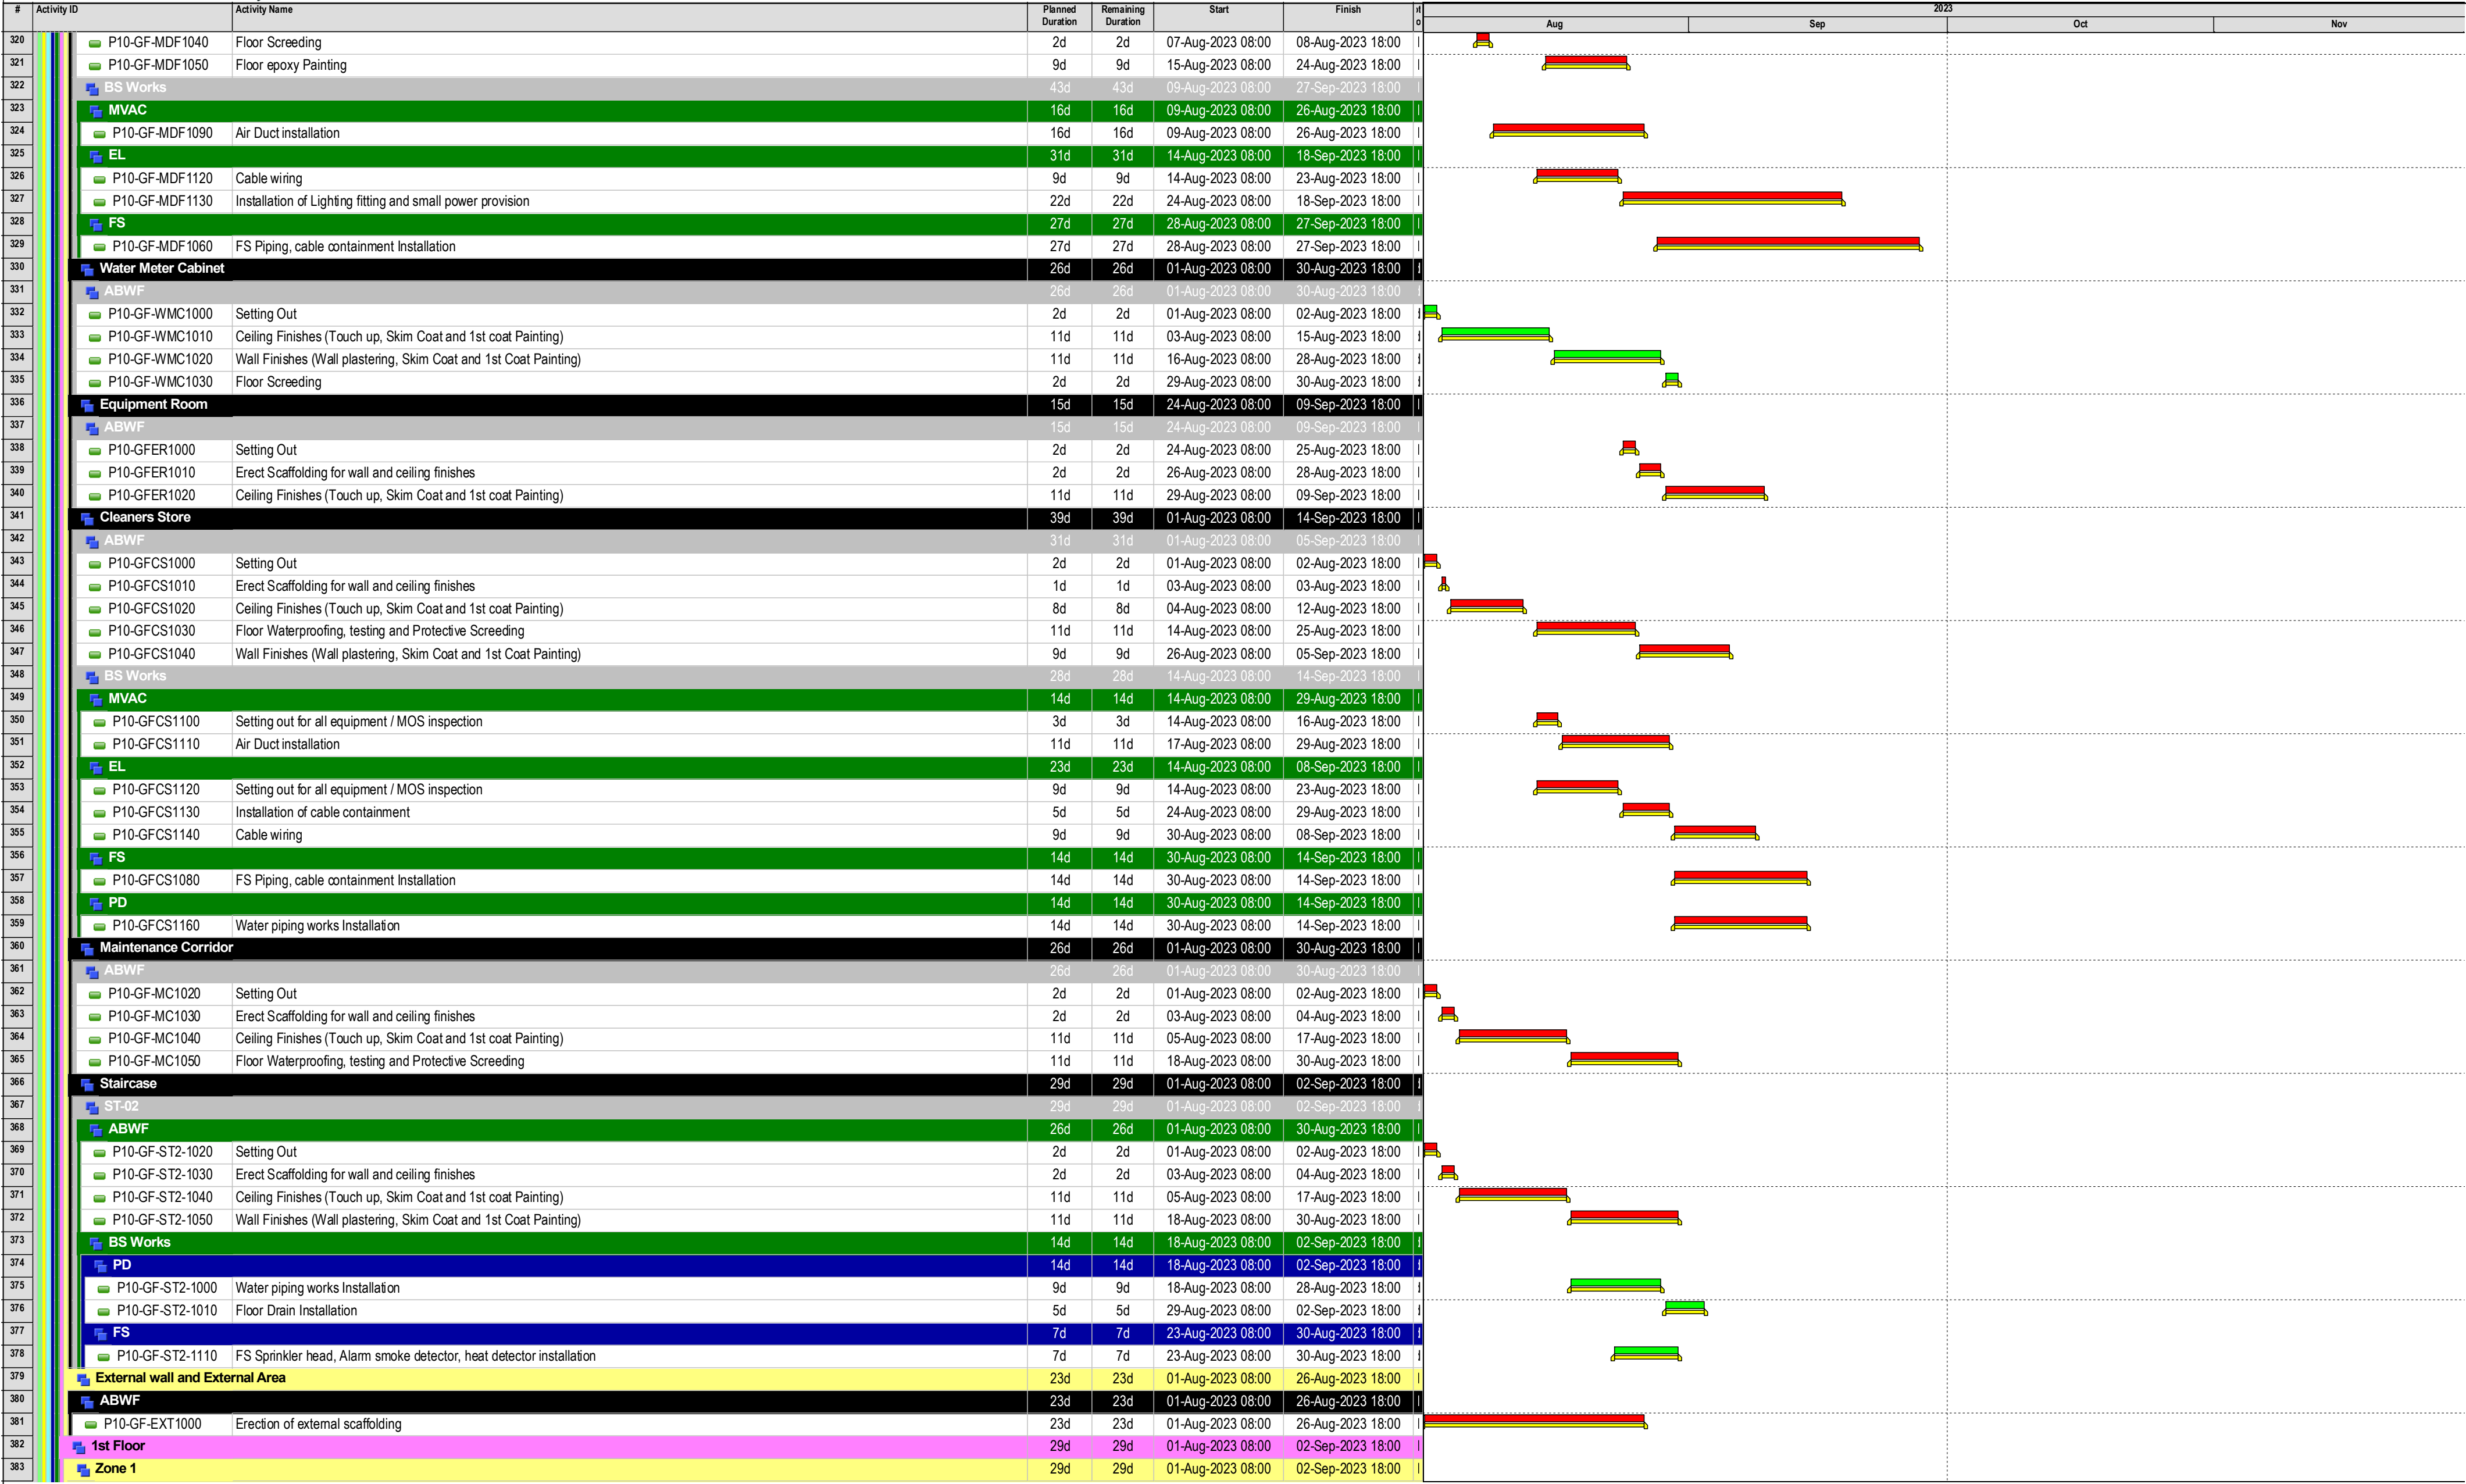 # Activity ID Activity Name Planned Duration Remaining Duration Start Finish 2023
Aug Sep Oct Nov
320 P10-GF-MDF1040 Floor Screeding 2d 2d 07-Aug-2023 08:00 08-Aug-2023 18:00
321 P10-GF-MDF1050 Floor epoxy Painting 9d 9d 15-Aug-2023 08:00 24-Aug-2023 18:00
322 BS Works 43d 43d 09-Aug-2023 08:00 27-Sep-2023 18:00
323 MVAC 16d 16d 09-Aug-2023 08:00 26-Aug-2023 18:00
324 P10-GF-MDF1090 Air Duct installation 16d 16d 09-Aug-2023 08:00 26-Aug-2023 18:00
325 EL 31d 31d 14-Aug-2023 08:00 18-Sep-2023 18:00
326 P10-GF-MDF1120 Cable wiring 9d 9d 14-Aug-2023 08:00 23-Aug-2023 18:00
327 P10-GF-MDF1130 Installation of Lighting fitting and small power provision 22d 22d 24-Aug-2023 08:00 18-Sep-2023 18:00
328 FS 27d 27d 28-Aug-2023 08:00 27-Sep-2023 18:00
329 P10-GF-MDF1060 FS Piping, cable containment Installation 27d 27d 28-Aug-2023 08:00 27-Sep-2023 18:00
330 Water Meter Cabinet 26d 26d 01-Aug-2023 08:00 30-Aug-2023 18:00
331 ABWF 26d 26d 01-Aug-2023 08:00 30-Aug-2023 18:00
332 P10-GF-WMC1000 Setting Out 2d 2d 01-Aug-2023 08:00 02-Aug-2023 18:00
333 P10-GF-WMC1010 Ceiling Finishes (Touch up, Skim Coat and 1st coat Painting) 11d 11d 03-Aug-2023 08:00 15-Aug-2023 18:00
334 P10-GF-WMC1020 Wall Finishes (Wall plastering, Skim Coat and 1st Coat Painting) 11d 11d 16-Aug-2023 08:00 28-Aug-2023 18:00
335 P10-GF-WMC1030 Floor Screeding 2d 2d 29-Aug-2023 08:00 30-Aug-2023 18:00
336 Equipment Room 15d 15d 24-Aug-2023 08:00 09-Sep-2023 18:00
337 ABWF 15d 15d 24-Aug-2023 08:00 09-Sep-2023 18:00
338 P10-GFER1000 Setting Out 2d 2d 24-Aug-2023 08:00 25-Aug-2023 18:00
339 P10-GFER1010 Erect Scaffolding for wall and ceiling finishes 2d 2d 26-Aug-2023 08:00 28-Aug-2023 18:00
340 P10-GFER1020 Ceiling Finishes (Touch up, Skim Coat and 1st coat Painting) 11d 11d 29-Aug-2023 08:00 09-Sep-2023 18:00
341 Cleaners Store 39d 39d 01-Aug-2023 08:00 14-Sep-2023 18:00
342 ABWF 31d 31d 01-Aug-2023 08:00 05-Sep-2023 18:00
343 P10-GFCS1000 Setting Out 2d 2d 01-Aug-2023 08:00 02-Aug-2023 18:00
344 P10-GFCS1010 Erect Scaffolding for wall and ceiling finishes 1d 1d 03-Aug-2023 08:00 03-Aug-2023 18:00
345 P10-GFCS1020 Ceiling Finishes (Touch up, Skim Coat and 1st coat Painting) 8d 8d 04-Aug-2023 08:00 12-Aug-2023 18:00
346 P10-GFCS1030 Floor Waterproofing, testing and Protective Screeding 11d 11d 14-Aug-2023 08:00 25-Aug-2023 18:00
347 P10-GFCS1040 Wall Finishes (Wall plastering, Skim Coat and 1st Coat Painting) 9d 9d 26-Aug-2023 08:00 05-Sep-2023 18:00
348 BS Works 28d 28d 14-Aug-2023 08:00 14-Sep-2023 18:00
349 MVAC 14d 14d 14-Aug-2023 08:00 29-Aug-2023 18:00
350 P10-GFCS1100 Setting out for all equipment / MOS inspection 3d 3d 14-Aug-2023 08:00 16-Aug-2023 18:00
351 P10-GFCS1110 Air Duct installation 11d 11d 17-Aug-2023 08:00 29-Aug-2023 18:00
352 EL 23d 23d 14-Aug-2023 08:00 08-Sep-2023 18:00
353 P10-GFCS1120 Setting out for all equipment / MOS inspection 9d 9d 14-Aug-2023 08:00 23-Aug-2023 18:00
354 P10-GFCS1130 Installation of cable containment 5d 5d 24-Aug-2023 08:00 29-Aug-2023 18:00
355 P10-GFCS1140 Cable wiring 9d 9d 30-Aug-2023 08:00 08-Sep-2023 18:00
356 FS 14d 14d 30-Aug-2023 08:00 14-Sep-2023 18:00
357 P10-GFCS1080 FS Piping, cable containment Installation 14d 14d 30-Aug-2023 08:00 14-Sep-2023 18:00
358 PD 14d 14d 30-Aug-2023 08:00 14-Sep-2023 18:00
359 P10-GFCS1160 Water piping works Installation 14d 14d 30-Aug-2023 08:00 14-Sep-2023 18:00
360 Maintenance Corridor 26d 26d 01-Aug-2023 08:00 30-Aug-2023 18:00
361 ABWF 26d 26d 01-Aug-2023 08:00 30-Aug-2023 18:00
362 P10-GF-MC1020 Setting Out 2d 2d 01-Aug-2023 08:00 02-Aug-2023 18:00
363 P10-GF-MC1030 Erect Scaffolding for wall and ceiling finishes 2d 2d 03-Aug-2023 08:00 04-Aug-2023 18:00
364 P10-GF-MC1040 Ceiling Finishes (Touch up, Skim Coat and 1st coat Painting) 11d 11d 05-Aug-2023 08:00 17-Aug-2023 18:00
365 P10-GF-MC1050 Floor Waterproofing, testing and Protective Screeding 11d 11d 18-Aug-2023 08:00 30-Aug-2023 18:00
366 Staircase 29d 29d 01-Aug-2023 08:00 02-Sep-2023 18:00
367 ST-02 29d 29d 01-Aug-2023 08:00 02-Sep-2023 18:00
368 ABWF 26d 26d 01-Aug-2023 08:00 30-Aug-2023 18:00
369 P10-GF-ST2-1020 Setting Out 2d 2d 01-Aug-2023 08:00 02-Aug-2023 18:00
370 P10-GF-ST2-1030 Erect Scaffolding for wall and ceiling finishes 2d 2d 03-Aug-2023 08:00 04-Aug-2023 18:00
371 P10-GF-ST2-1040 Ceiling Finishes (Touch up, Skim Coat and 1st coat Painting) 11d 11d 05-Aug-2023 08:00 17-Aug-2023 18:00
372 P10-GF-ST2-1050 Wall Finishes (Wall plastering, Skim Coat and 1st Coat Painting) 11d 11d 18-Aug-2023 08:00 30-Aug-2023 18:00
373 BS Works 14d 14d 18-Aug-2023 08:00 02-Sep-2023 18:00
374 PD 14d 14d 18-Aug-2023 08:00 02-Sep-2023 18:00
375 P10-GF-ST2-1000 Water piping works Installation 9d 9d 18-Aug-2023 08:00 28-Aug-2023 18:00
376 P10-GF-ST2-1010 Floor Drain Installation 5d 5d 29-Aug-2023 08:00 02-Sep-2023 18:00
377 FS 7d 7d 23-Aug-2023 08:00 30-Aug-2023 18:00
378 P10-GF-ST2-1110 FS Sprinkler head, Alarm smoke detector, heat detector installation 7d 7d 23-Aug-2023 08:00 30-Aug-2023 18:00
379 External wall and External Area 23d 23d 01-Aug-2023 08:00 26-Aug-2023 18:00
380 ABWF 23d 23d 01-Aug-2023 08:00 26-Aug-2023 18:00
381 P10-GF-EXT1000 Erection of external scaffolding 23d 23d 01-Aug-2023 08:00 26-Aug-2023 18:00
382 1st Floor 29d 29d 01-Aug-2023 08:00 02-Sep-2023 18:00
383 Zone 1 29d 29d 01-Aug-2023 08:00 02-Sep-2023 18:00